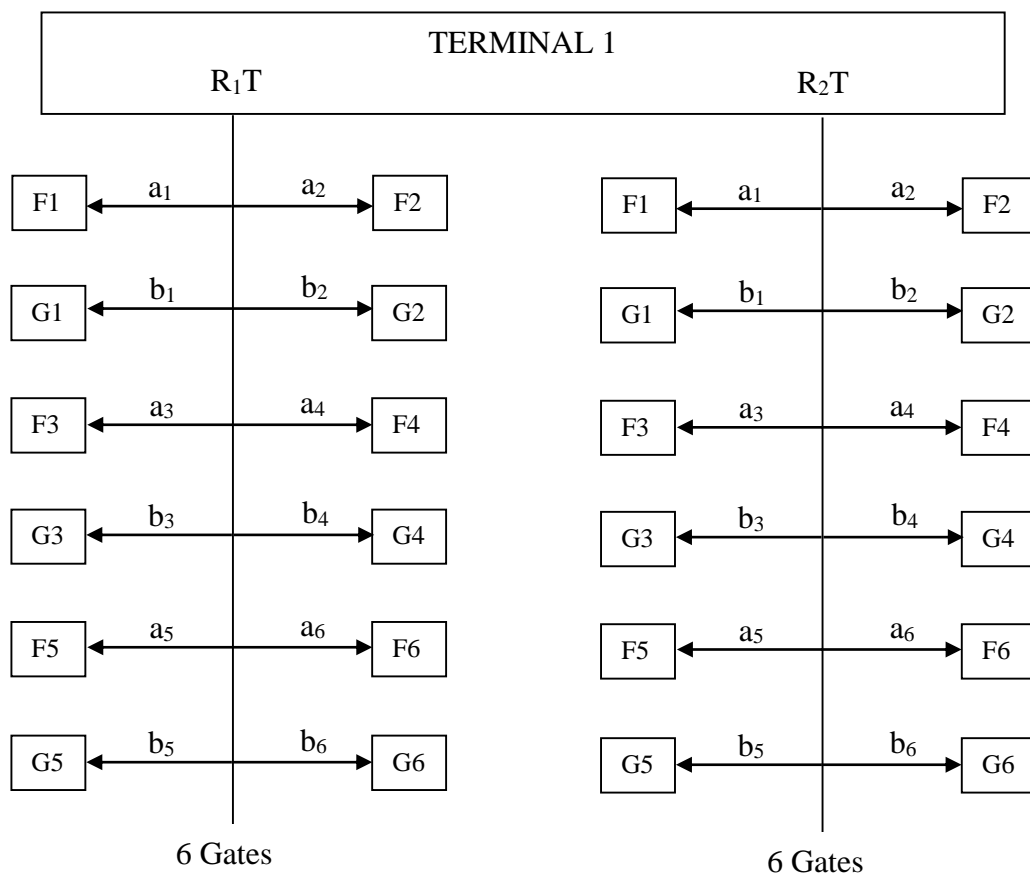 TERMINAL 1
R₁T R₂T
a₁ a₂ a₁ a₂
F1 F2 F1 F2
b₁ b₂ b₁ b₂
G1 G2 G1 G2
a₃ a₄ a₃ a₄
F3 F4 F3 F4
b₃ b₄ b₃ b₄
G3 G4 G3 G4
a₅ a₆ a₅ a₆
F5 F6 F5 F6
b₅ b₆ b₅ b₆
G5 G6 G5 G6
6 Gates 6 Gates